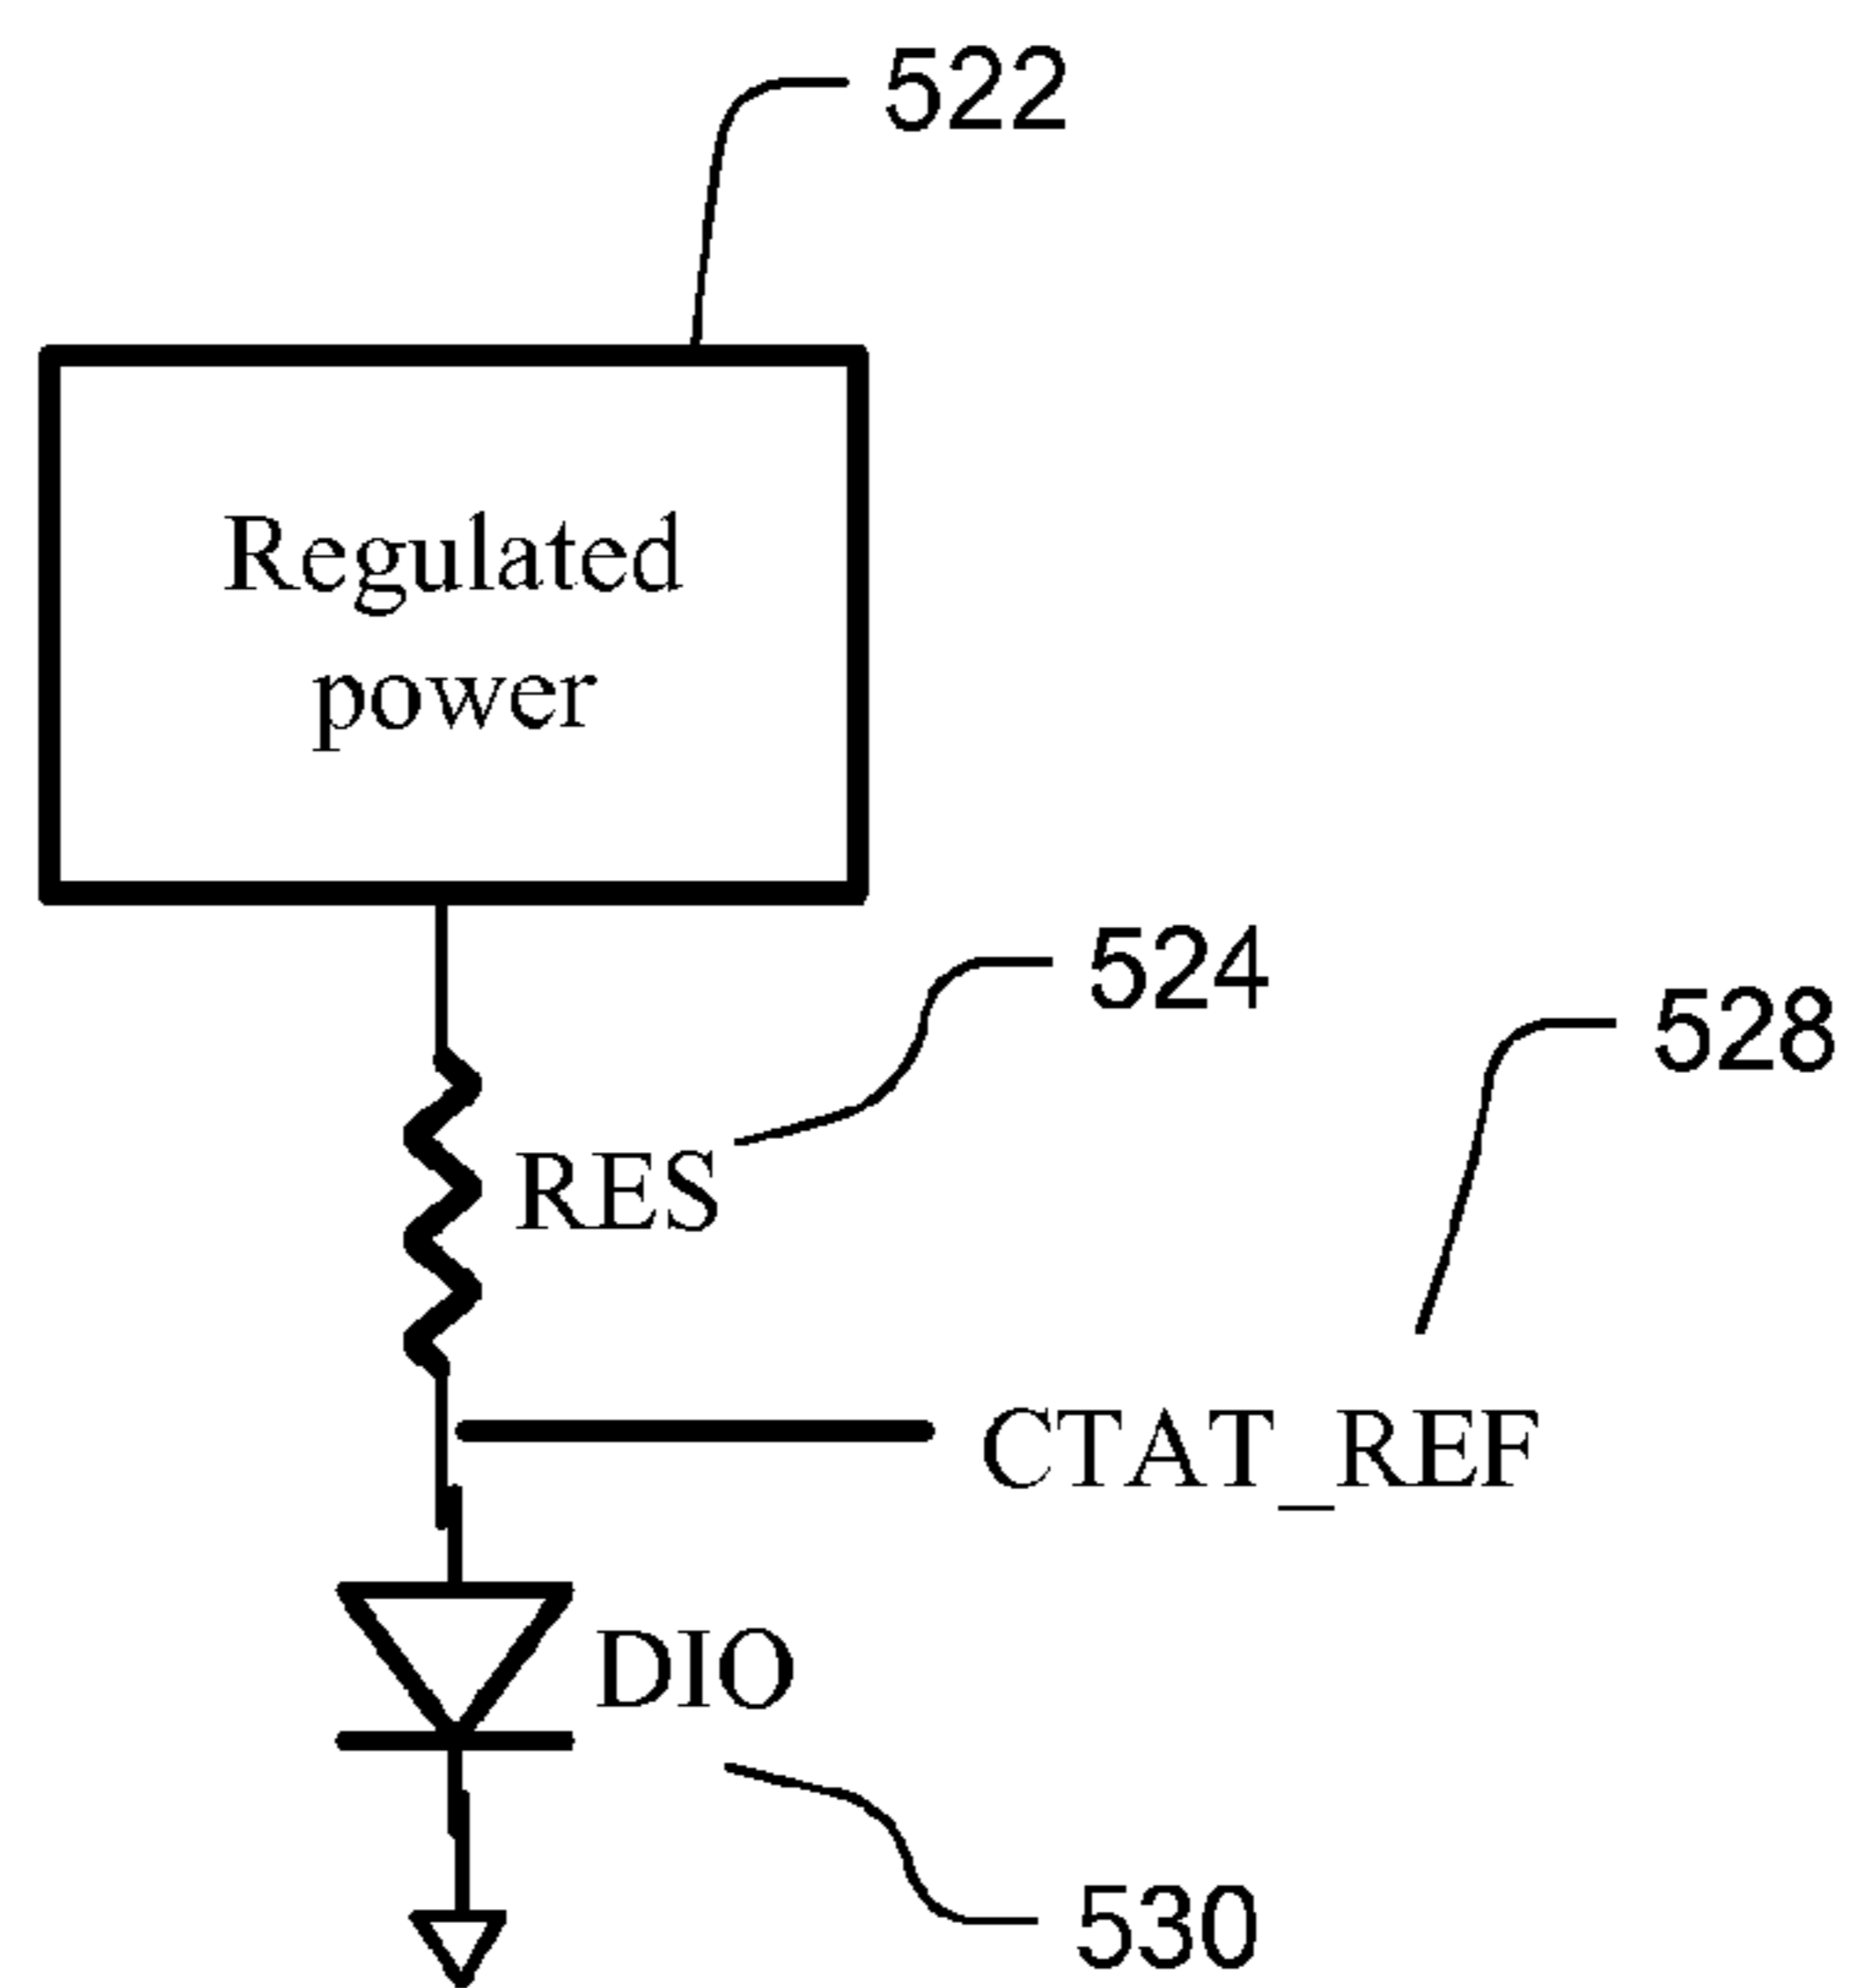 522
Regulated
power
524
528
RES
CTAT_REF
DIO
530